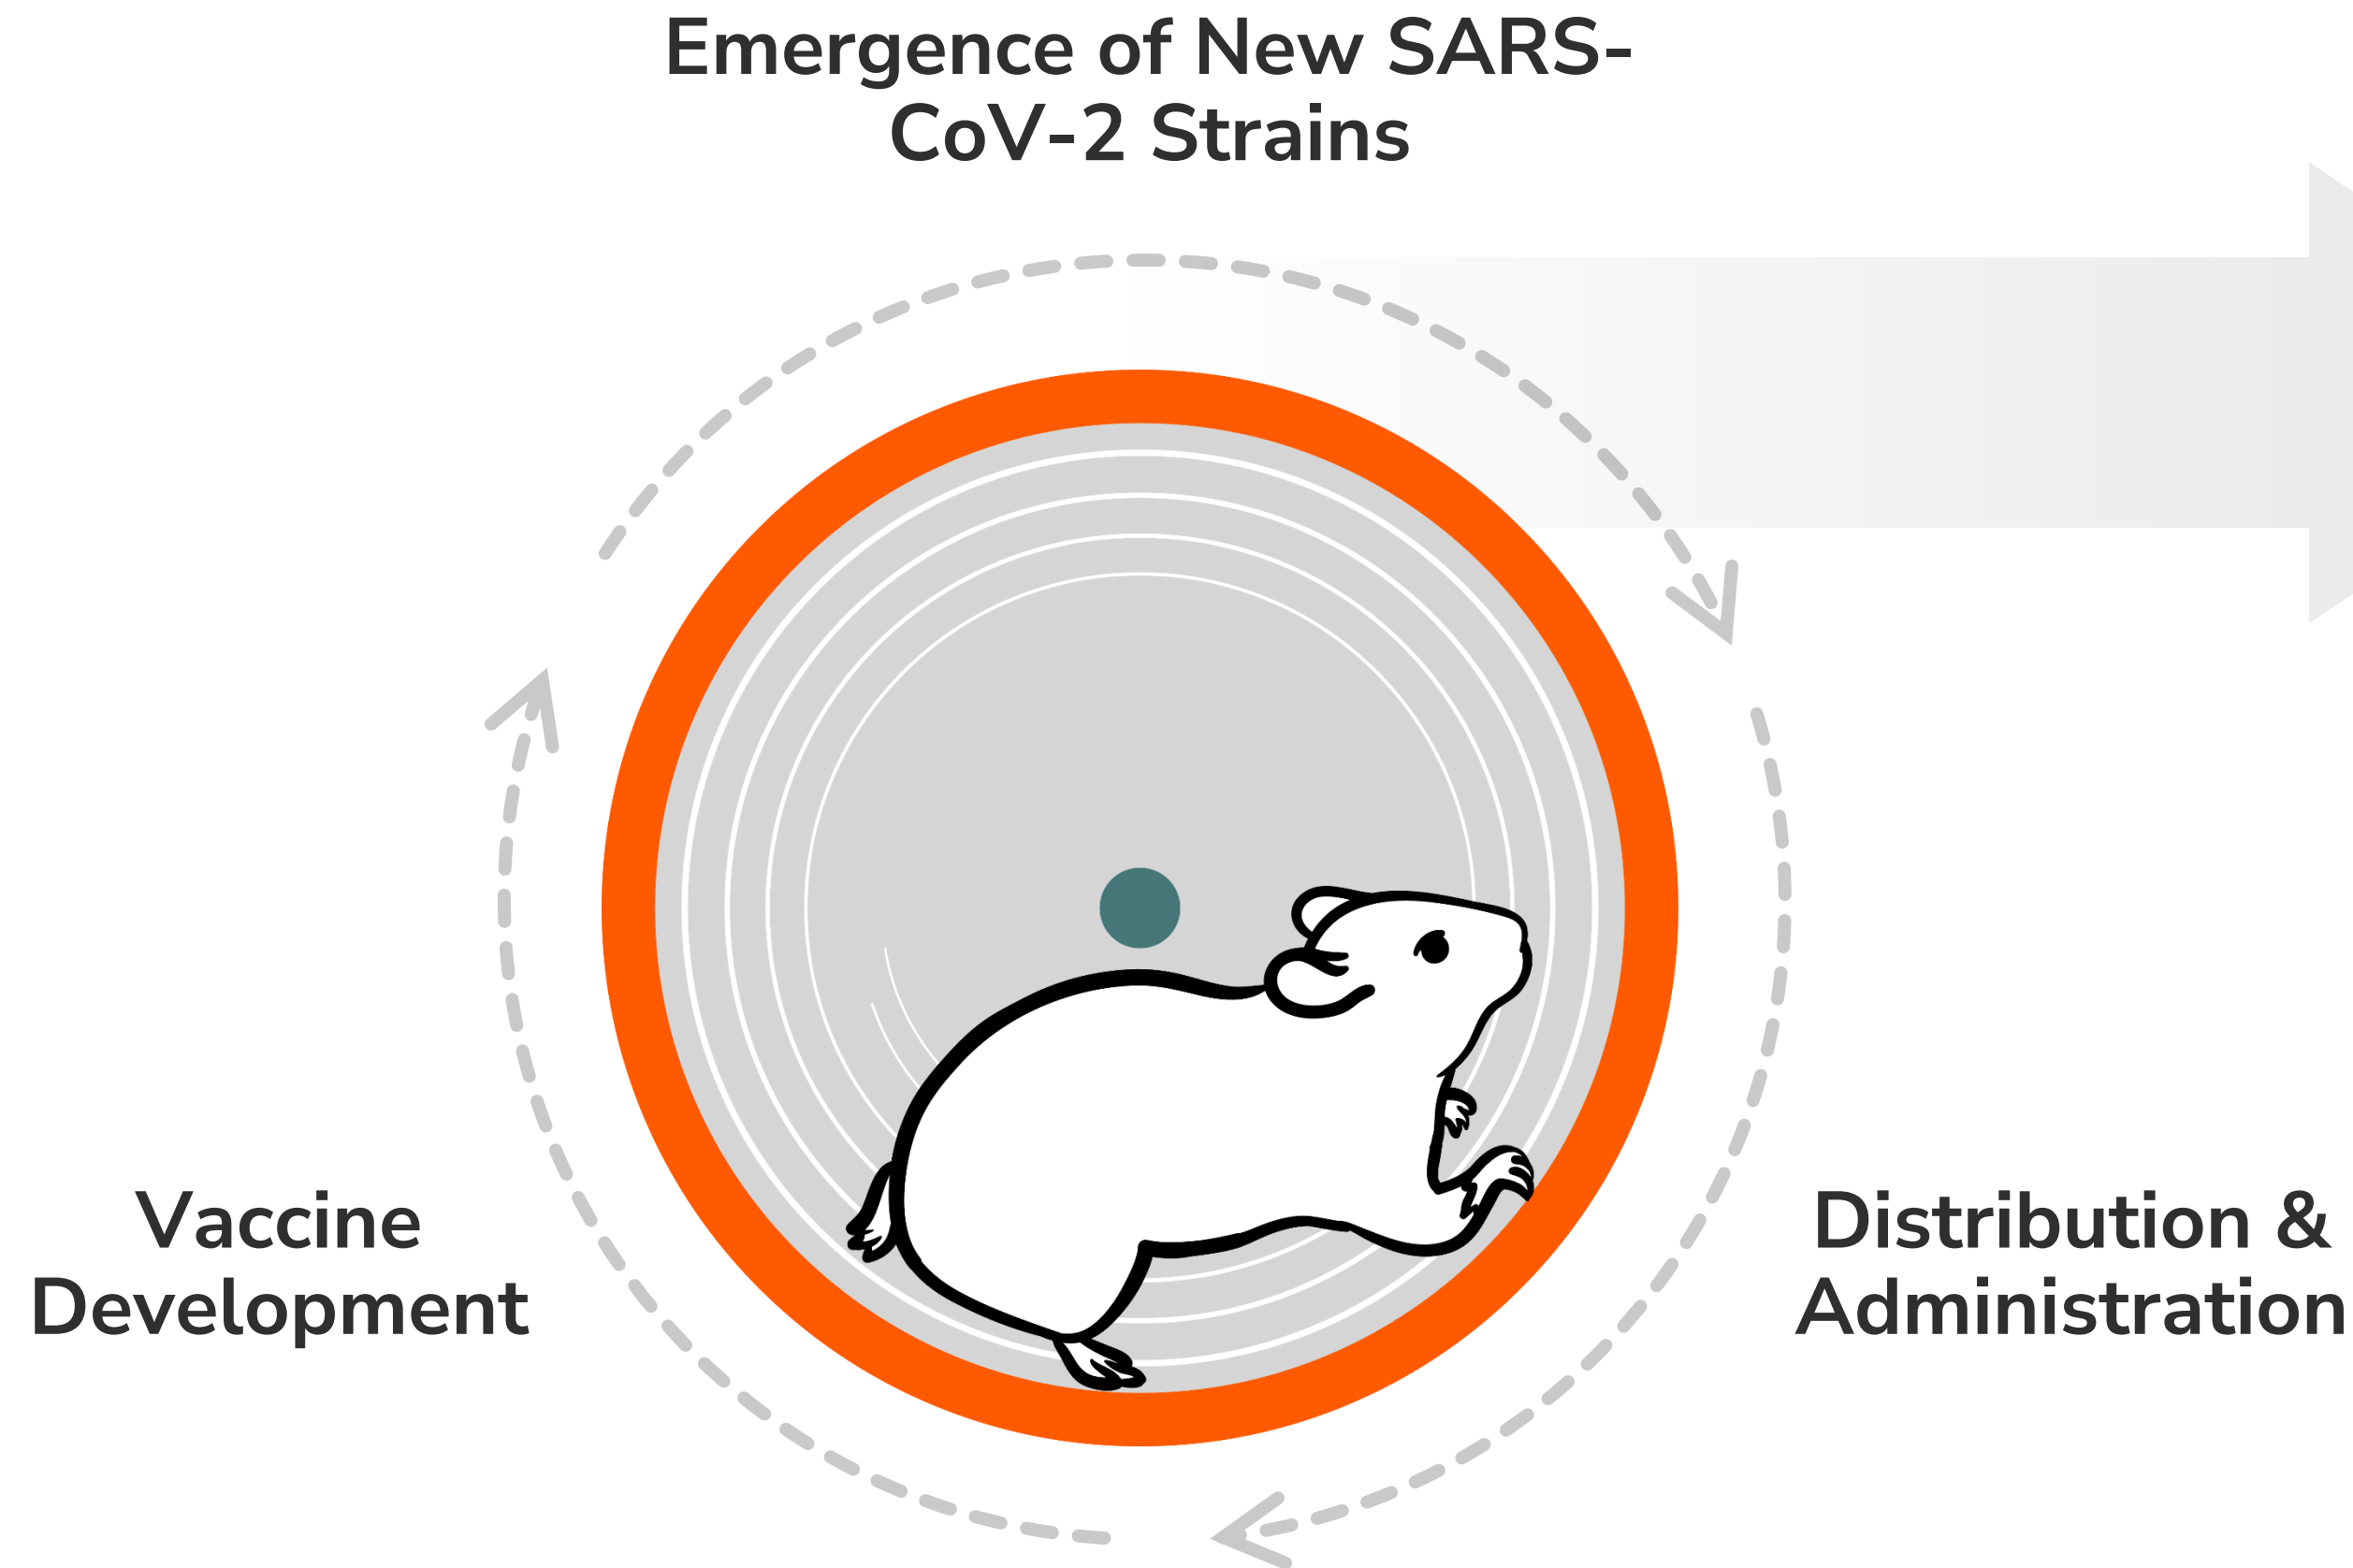 Emergence of New SARS-
CoV-2 Strains
Vaccine
Development
Distribution &
Administration